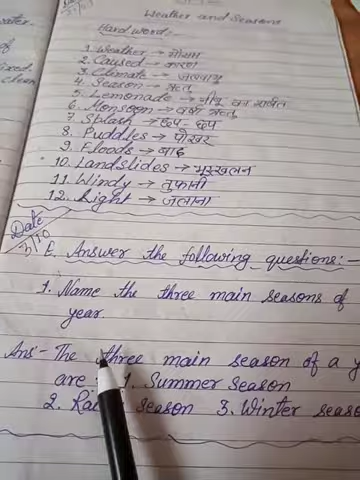 Weather and Seasons
Hard word:-
1. Weather → मौसम
2. Caused → कारण
3. Climate → जलवायु
4. Season → ऋतु
5. Lemonade → नींबू का शर्बत
6. Monsoon → वर्षा ऋतु
7. Splash → छप - छप
8. Puddles → पोखर
9. Floods → बाढ़
10. Landslides → भूस्खलन
11. Windy → तुफानी
12. Light → जलाना
Date
E. Answer the following questions:-
1. Name the three main seasons of
year.
Ans- The three main season of a
are : 1. Summer season
2. season 3. Winter